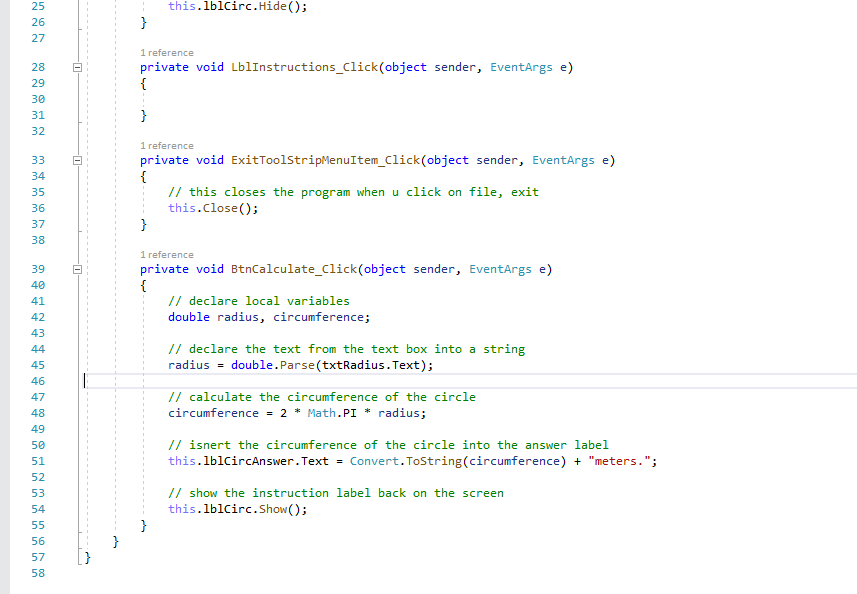 25 this.lblCirc.Hide();
26 }
27
1 reference
28 private void LblInstructions_Click(object sender, EventArgs e)
29 {
30
31 }
32
1 reference
33 private void ExitToolStripMenuItem_Click(object sender, EventArgs e)
34 {
35 // this closes the program when u click on file, exit
36 this.Close();
37 }
38
1 reference
39 private void BtnCalculate_Click(object sender, EventArgs e)
40 {
41 // declare local variables
42 double radius, circumference;
43
44 // declare the text from the text box into a string
45 radius = double.Parse(txtRadius.Text);
46
47 // calculate the circumference of the circle
48 circumference = 2 * Math.PI * radius;
49
50 // isnert the circumference of the circle into the answer label
51 this.lblCircAnswer.Text = Convert.ToString(circumference) + "meters.";
52
53 // show the instruction label back on the screen
54 this.lblCirc.Show();
55 }
56 }
57 }
58